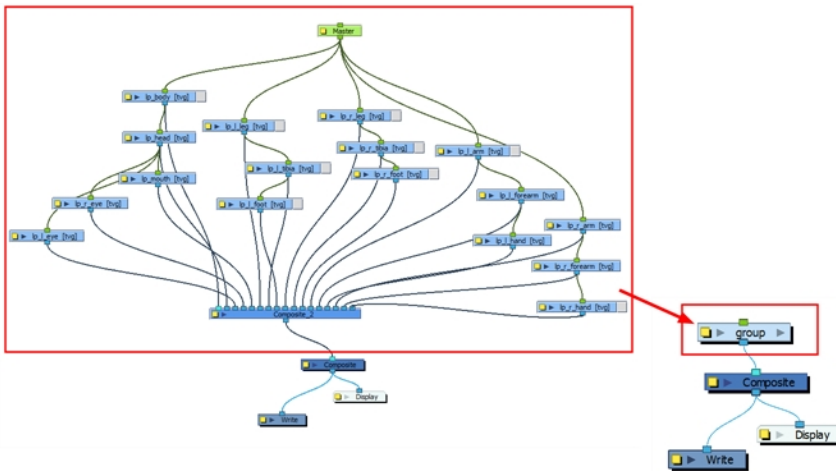 Master
lp_body [tvg]
lp_r_leg [tvg]
lp_l_leg [tvg]
lp_head [tvg]
lp_r_tibia [tvg]
lp_l_arm [tvg]
lp_l_tibia [tvg]
lp_r_foot [tvg]
lp_mouth [tvg]
lp_l_forearm [tvg]
lp_r_eye [tvg]
lp_l_foot [tvg]
lp_r_arm [tvg]
lp_l_eye [tvg]
lp_l_hand [tvg]
lp_r_forearm [tvg]
lp_r_hand [tvg]
Composite_2
group
Composite
Display
Write
Composite
Display
Write